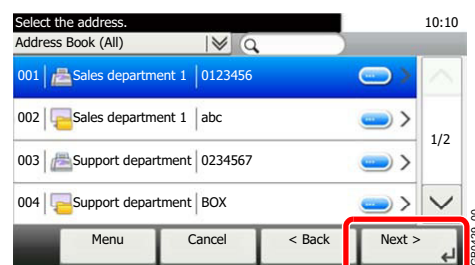 Select the address. 10:10
Address Book (All)
001 Sales department 1 0123456
002 Sales department 1 abc
1/2
003 Support department 0234567
004 Support department BOX
Menu Cancel < Back Next >